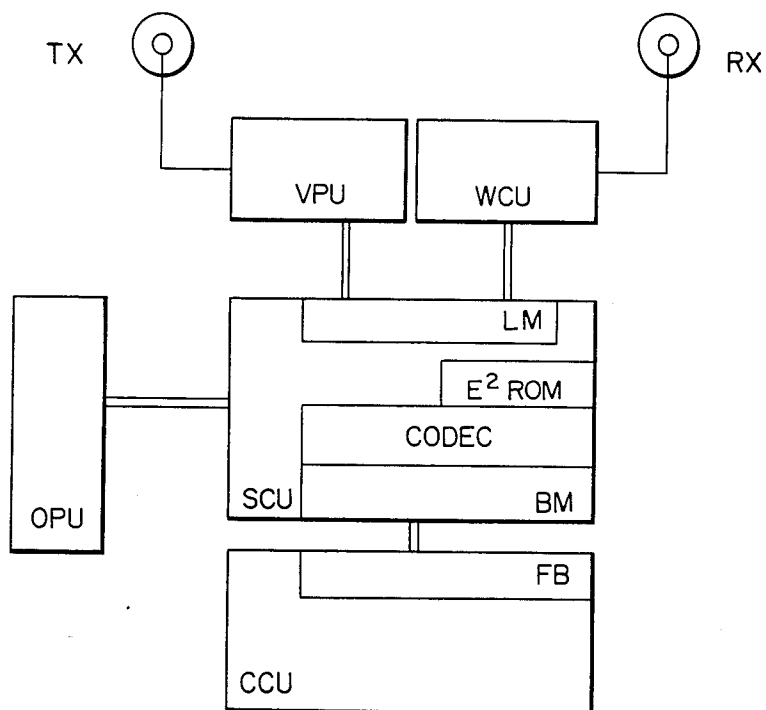 TX
RX
VPU
WCU
LM
E² ROM
CODEC
OPU
SCU
BM
FB
CCU